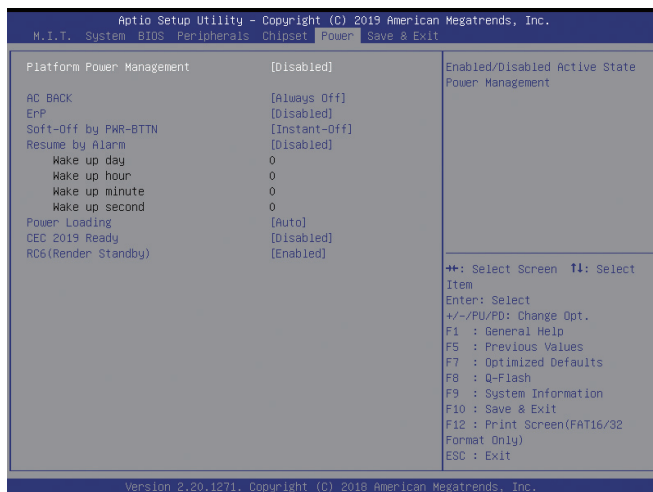 Aptio Setup Utility – Copyright (C) 2019 American Megatrends, Inc.
M.I.T. System BIOS Peripherals Chipset Power Save & Exit
Platform Power Management [Disabled]
AC BACK [Always Off]
ErP [Disabled]
Soft-Off by PWR-BTTN [Instant-Off]
Resume by Alarm [Disabled]
Wake up day 0
Wake up hour 0
Wake up minute 0
Wake up second 0
Power Loading [Auto]
CEC 2019 Ready [Disabled]
RC6(Render Standby) [Enabled]
Enabled/Disabled Active State
Power Management
→←: Select Screen ↑↓: Select
Item
Enter: Select
+/-/PU/PD: Change Opt.
F1 : General Help
F5 : Previous Values
F7 : Optimized Defaults
F8 : Q-Flash
F9 : System Information
F10 : Save & Exit
F12 : Print Screen(FAT16/32
Format Only)
ESC : Exit
Version 2.20.1271. Copyright (C) 2018 American Megatrends, Inc.